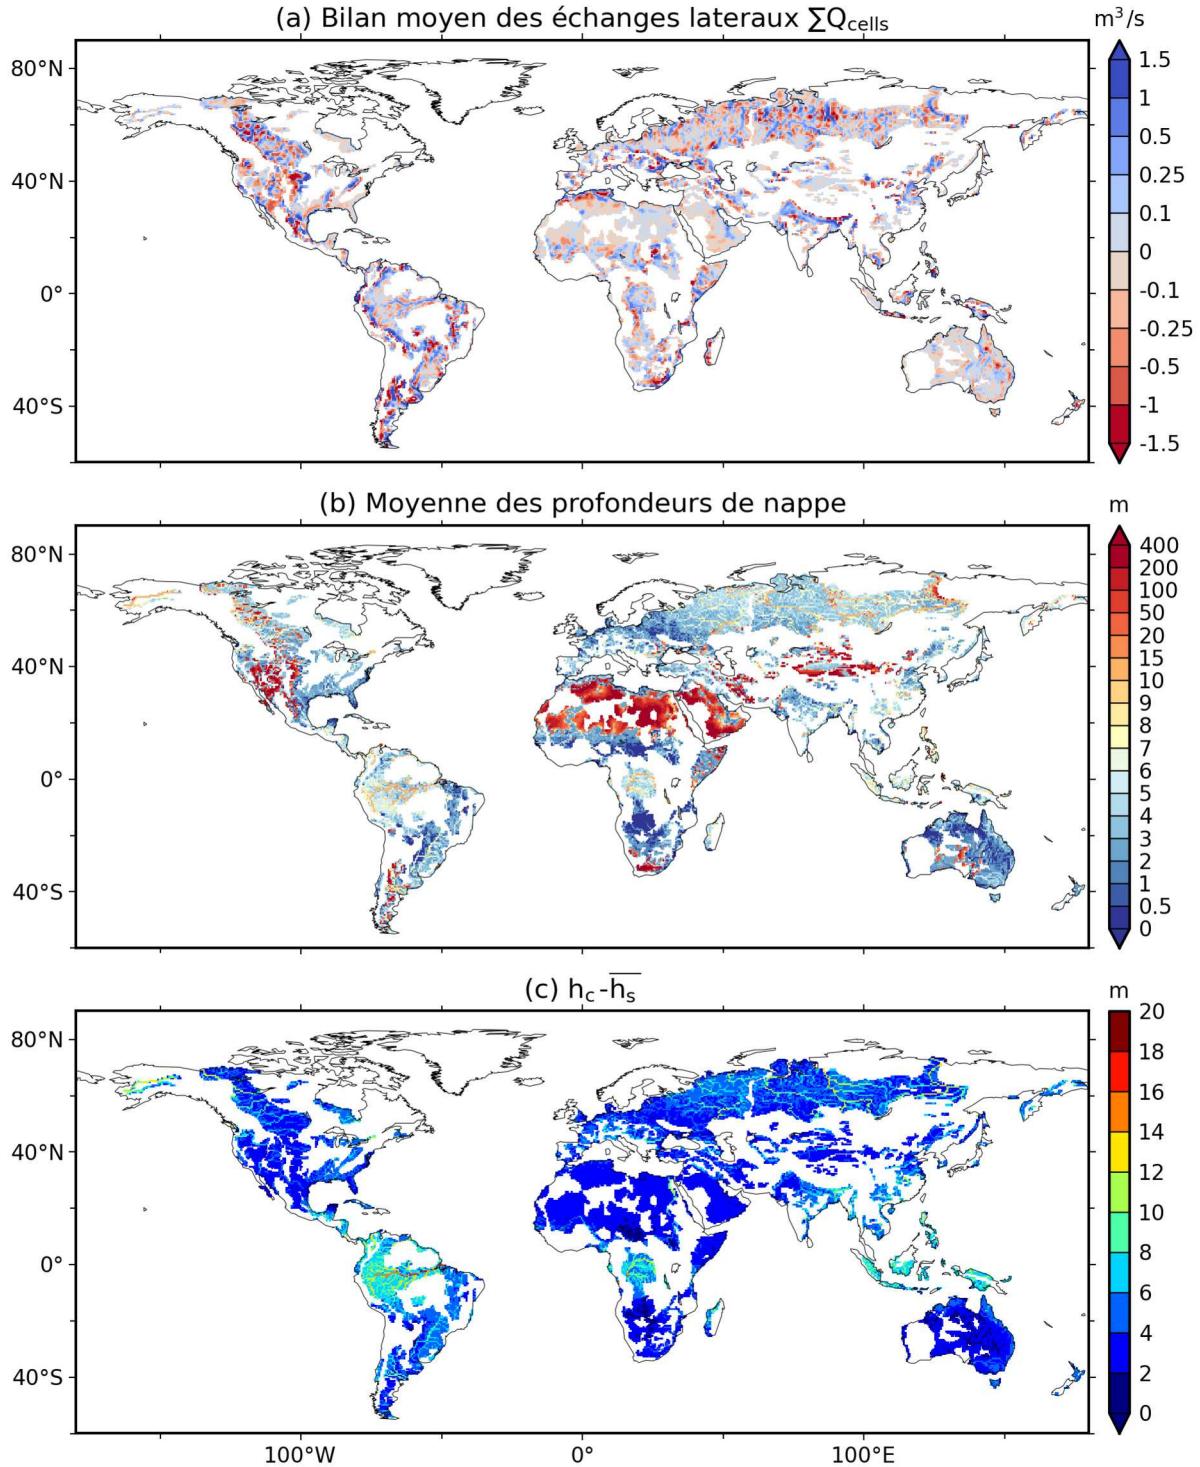 (a) Bilan moyen des échanges lateraux ∑Qcells
m³/s
80°N
40°N
0°
40°S
1.5
1
0.5
0.25
0.1
0
-0.1
-0.25
-0.5
-1
-1.5
(b) Moyenne des profondeurs de nappe
m
80°N
40°N
0°
40°S
400
200
100
50
20
15
10
9
8
7
6
5
4
3
2
1
0.5
0
(c) hc-h̅s̅
m
80°N
40°N
0°
40°S
20
18
16
14
12
10
8
6
4
2
0
100°W
0°
100°E